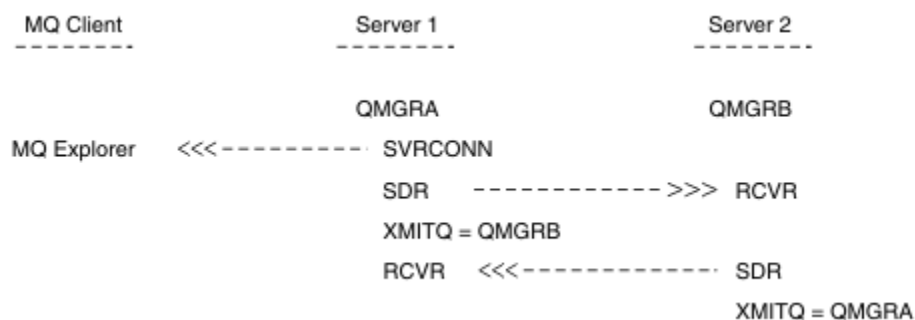 MQ Client Server 1 Server 2
QMGRA QMGRB
MQ Explorer <<<---------- SVRCONN
SDR ------------>>> RCVR
XMITQ = QMGRB
RCVR <<<------------- SDR
XMITQ = QMGRA